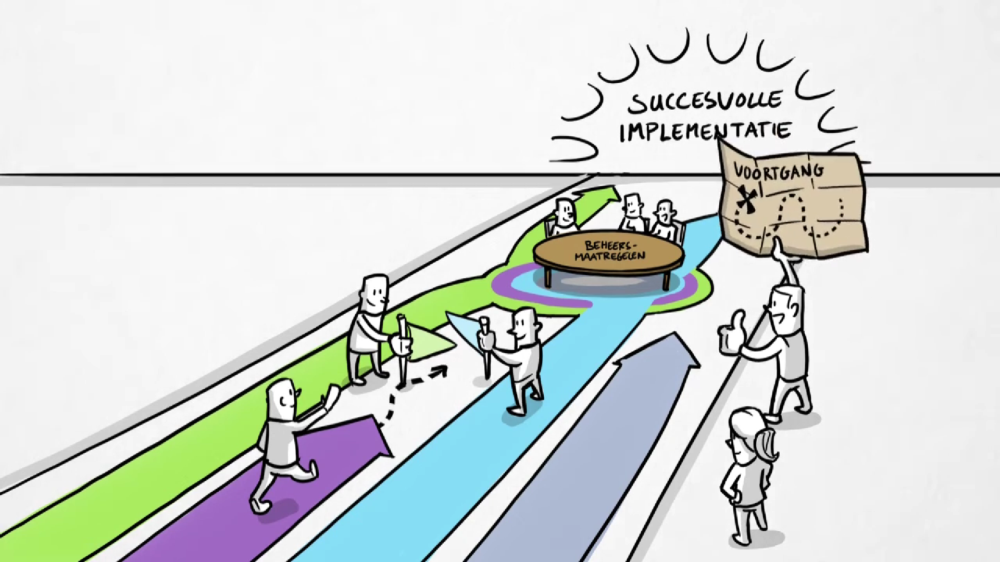 SUCCESVOLLE
IMPLEMENTATIE
VOORTGANG
BEHEERS-
MAATREGELEN